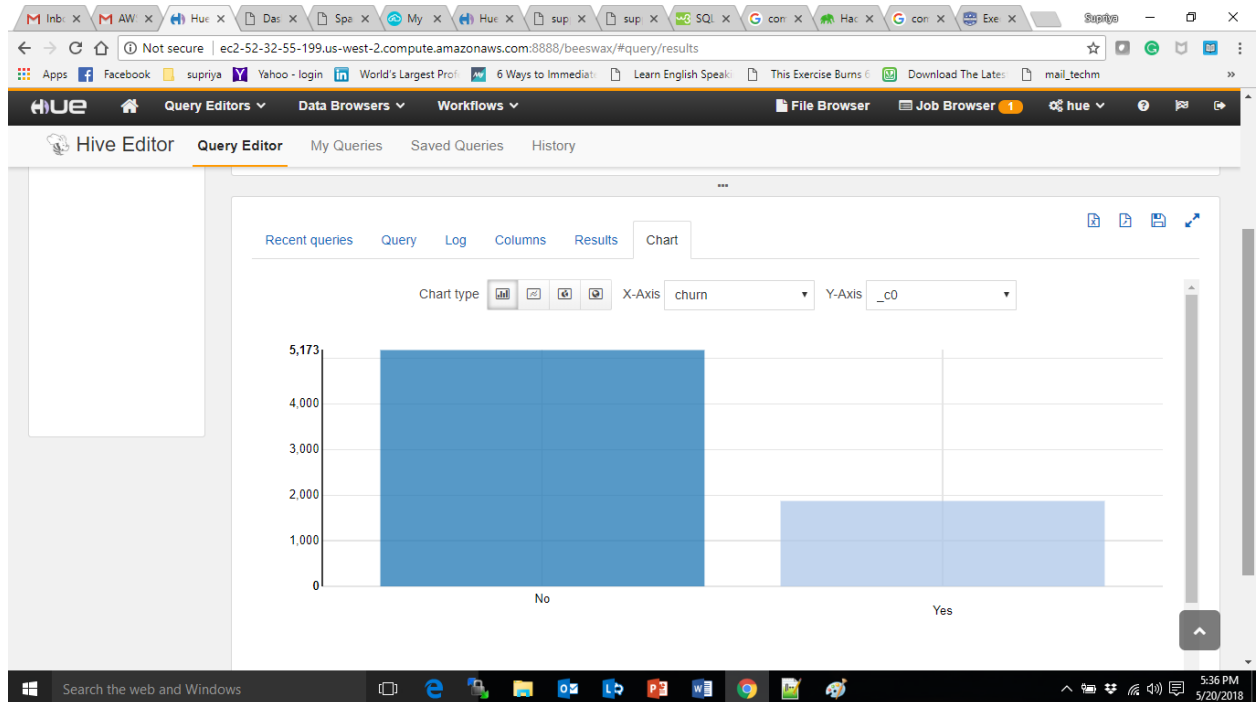 Inbo AW Hue Das Spa My Hue sup sup SQL com Hac con Exe Supriya
Not secure | ec2-52-32-55-199.us-west-2.compute.amazonaws.com:8888/beeswax/#query/results
Apps Facebook supriya Yahoo - login World's Largest Prof 6 Ways to Immediat Learn English Speaki This Exercise Burns 6 Download The Lates mail_techm »
HUE Query Editors Data Browsers Workflows File Browser Job Browser 1 hue
Hive Editor Query Editor My Queries Saved Queries History
Recent queries Query Log Columns Results Chart
Chart type X-Axis churn Y-Axis _c0
5,173
4,000
3,000
2,000
1,000
0
No
Yes
Search the web and Windows
5:36 PM
5/20/2018